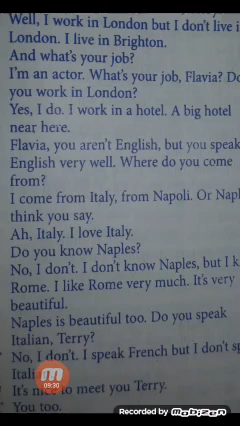 Well, I work in London but I don't live i
London. I live in Brighton.
And what's your job?
I'm an actor. What's your job, Flavia? Do
you work in London?
Yes, I do. I work in a hotel. A big hotel
near here.
Flavia, you aren't English, but you speak
English very well. Where do you come
from?
I come from Italy, from Napoli. Or Napl
think you say.
Ah, Italy. I love Italy.
Do you know Naples?
No, I don't. I don't know Naples, but I k
Rome. I like Rome very much. It's very
beautiful.
Naples is beautiful too. Do you speak
Italian, Terry?
No, I don't. I speak French but I don't sp
Itali
It's to meet you Terry.
You too.
09:30
Recorded by mobizen